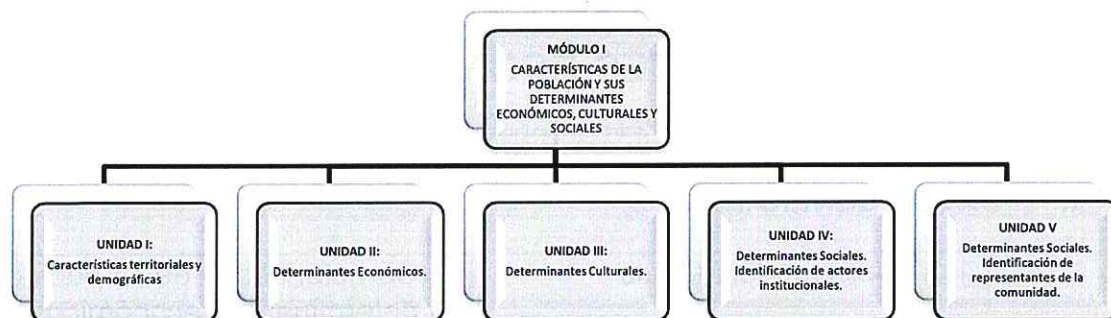 MÓDULO I
CARACTERÍSTICAS DE LA
POBLACIÓN Y SUS
DETERMINANTES
ECONÓMICOS, CULTURALES Y
SOCIALES
UNIDAD I:
Características territoriales y
demográficas
UNIDAD II:
Determinantes Económicos.
UNIDAD III:
Determinantes Culturales.
UNIDAD IV:
Determinantes Sociales.
Identificación de actores
institucionales.
UNIDAD V
Determinantes Sociales.
Identificación de
representantes de la
comunidad.